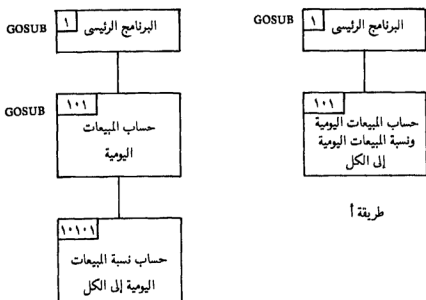 GOSUB
١
البرنامج الرئيسى
١٠١
حساب المبيعات اليومية
ونسبة المبيعات اليومية
إلى الكل
طريقة أ
GOSUB
١
البرنامج الرئيسى
GOSUB
١٠١
حساب المبيعات
اليومية
١٠١٠١
حساب نسبة المبيعات
اليومية إلى الكل